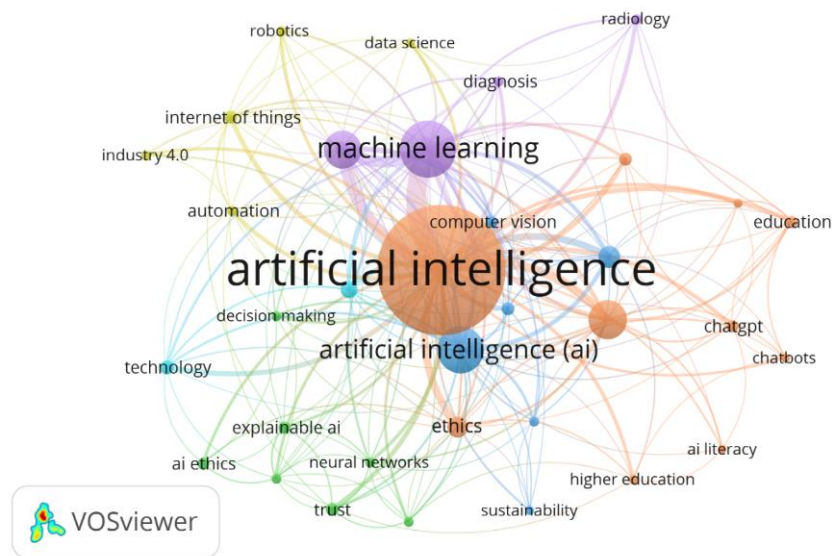 radiology
robotics
data science
diagnosis
internet of things
machine learning
industry 4.0
automation
computer vision
education
artificial intelligence
decision making
chatgpt
artificial intelligence (ai)
chatbots
technology
explainable ai
ethics
ai literacy
ai ethics
neural networks
higher education
trust
sustainability
VOSviewer